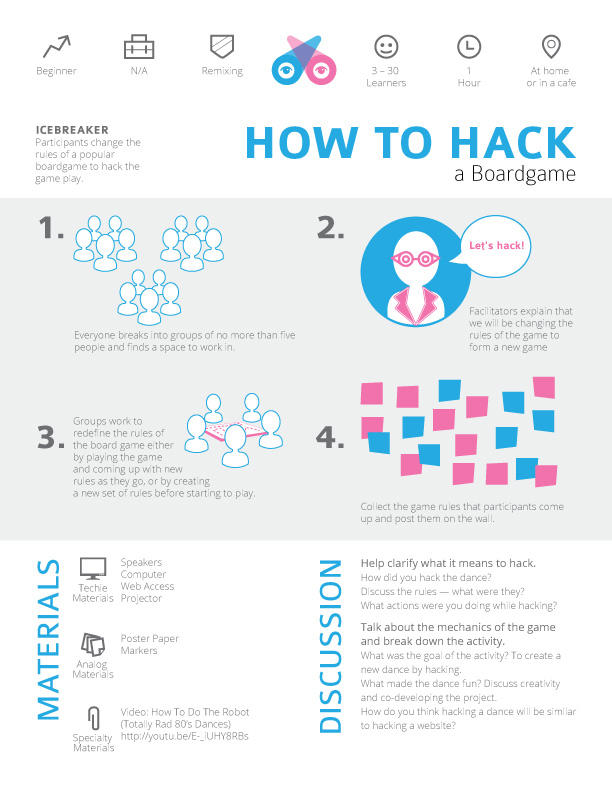 Beginner
N/A
Remixing
3 – 30
Learners
1
Hour
At home
or in a cafe
ICEBREAKER
Participants change the
rules of a popular
boardgame to hack the
game play.
HOW TO HACK
a Boardgame
1.
Everyone breaks into groups of no more than five
people and finds a space to work in.
2.
Let's hack!
Facilitators explain that
we will be changing the
rules of the game to
form a new game
3.
Groups work to
redefine the rules of
the board game either
by playing the game
and coming up with new
rules as they go, or by creating
a new set of rules before starting to play.
4.
Collect the game rules that participants come
up and post them on the wall.
MATERIALS
Techie
Materials
Speakers
Computer
Web Access
Projector
Analog
Materials
Poster Paper
Markers
Specialty
Materials
Video: How To Do The Robot
(Totally Rad 80's Dances)
http://youtu.be/E-_iUHY8RBs
DISCUSSION
Help clarify what it means to hack.
How did you hack the dance?
Discuss the rules — what were they?
What actions were you doing while hacking?
Talk about the mechanics of the game
and break down the activity.
What was the goal of the activity? To create a
new dance by hacking.
What made the dance fun? Discuss creativity
and co-developing the project.
How do you think hacking a dance will be similar
to hacking a website?